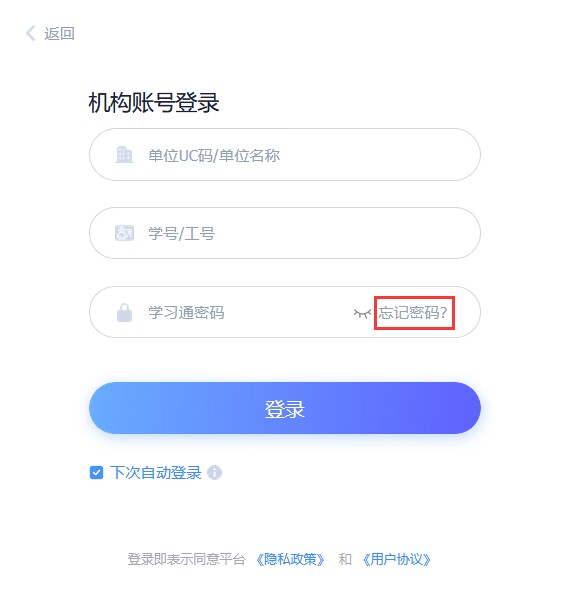 返回
机构账号登录
单位UC码/单位名称
学号/工号
学习通密码 忘记密码?
登录
下次自动登录
登录即表示同意平台 《隐私政策》 和 《用户协议》